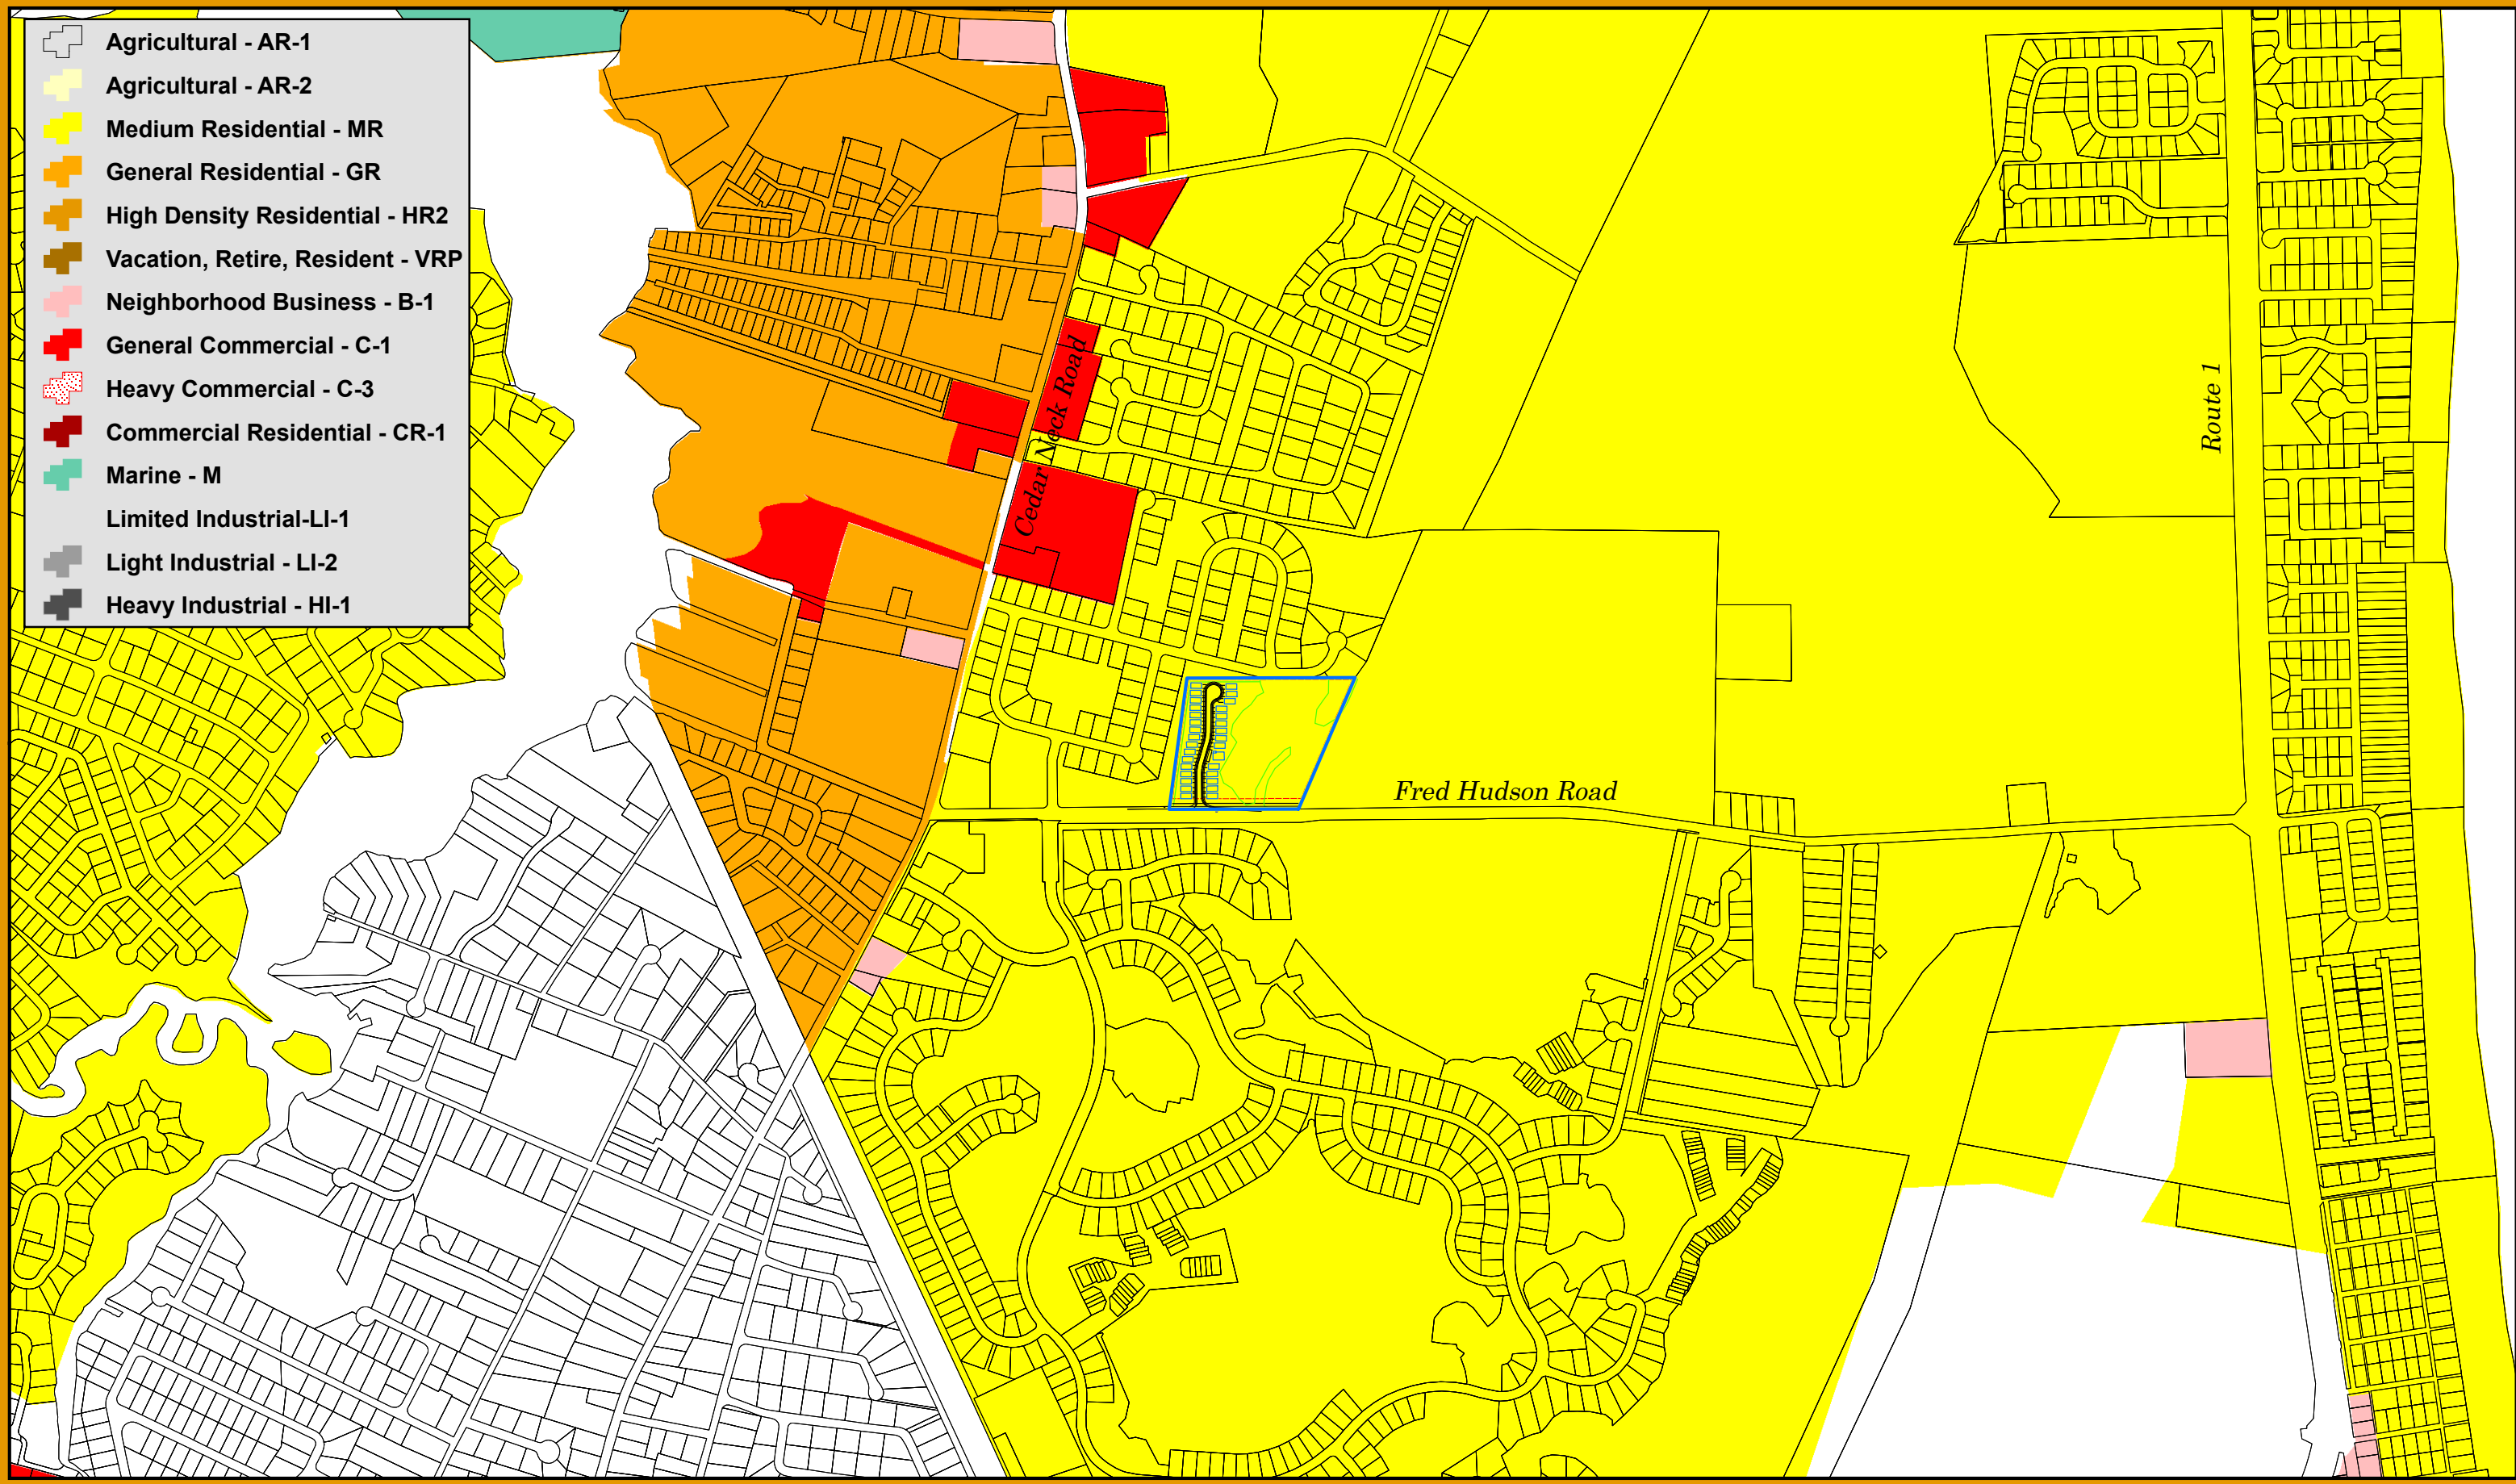 Agricultural - AR-1
Agricultural - AR-2
Medium Residential - MR
General Residential - GR
High Density Residential - HR2
Vacation, Retire, Resident - VRP
Neighborhood Business - B-1
General Commercial - C-1
Heavy Commercial - C-3
Commercial Residential - CR-1
Marine - M
Limited Industrial-LI-1
Light Industrial - LI-2
Heavy Industrial - HI-1
Cedar Neck Road
Route 1
Fred Hudson Road